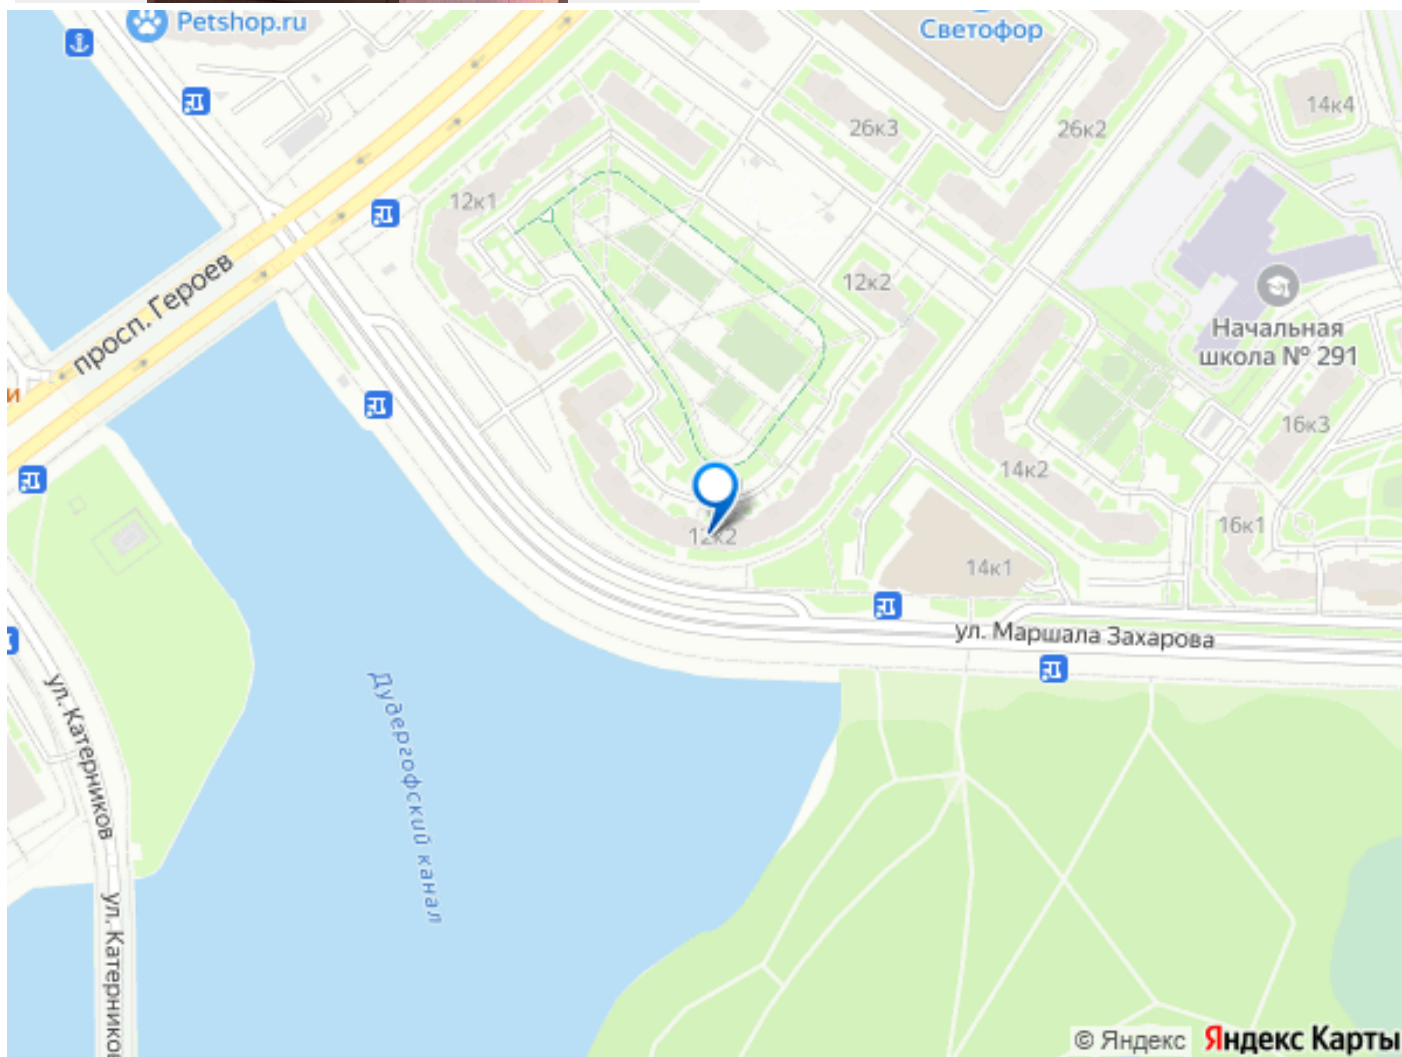 Petshop.ru
Светофор
14к4
26к3
26к2
12к1
просп. Героев
12к2
Начальная
школа № 291
16к3
14к2
12к2
16к1
14к1
ул. Маршала Захарова
и
ул. Катерников
Дудергофский канал
ул. Катерников
© Яндекс Яндекс Карты